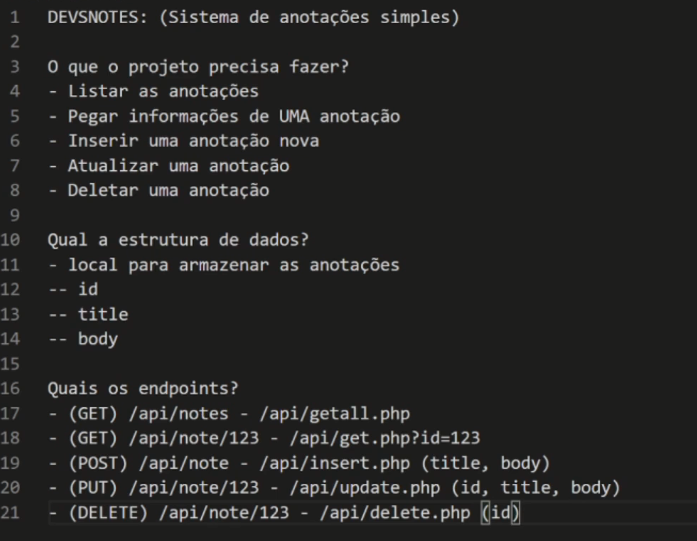 1 DEVSNOTES: (Sistema de anotações simples)
2
3 O que o projeto precisa fazer?
4 - Listar as anotações
5 - Pegar informações de UMA anotação
6 - Inserir uma anotação nova
7 - Atualizar uma anotação
8 - Deletar uma anotação
9
10 Qual a estrutura de dados?
11 - local para armazenar as anotações
12 -- id
13 -- title
14 -- body
15
16 Quais os endpoints?
17 - (GET) /api/notes - /api/getall.php
18 - (GET) /api/note/123 - /api/get.php?id=123
19 - (POST) /api/note - /api/insert.php (title, body)
20 - (PUT) /api/note/123 - /api/update.php (id, title, body)
21 - (DELETE) /api/note/123 - /api/delete.php (id)